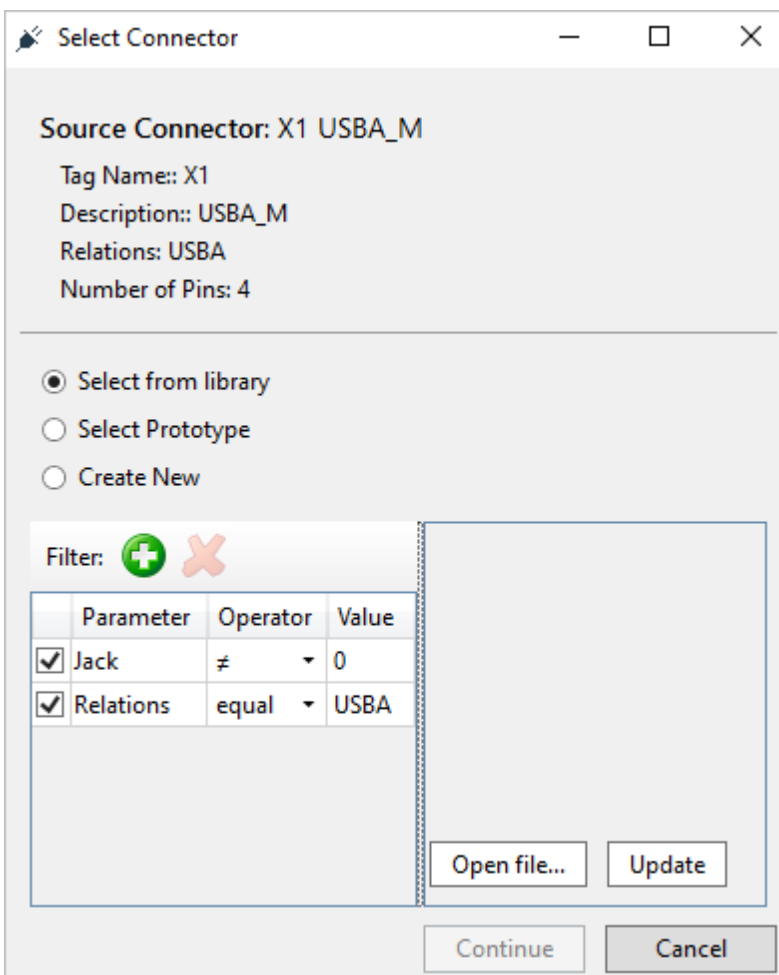 Select Connector
Source Connector: X1 USBA_M
Tag Name:: X1
Description:: USBA_M
Relations: USBA
Number of Pins: 4
Select from library
Select Prototype
Create New
Filter:
Parameter Operator Value
Jack ≠ 0
Relations equal USBA
Open file... Update
Continue Cancel